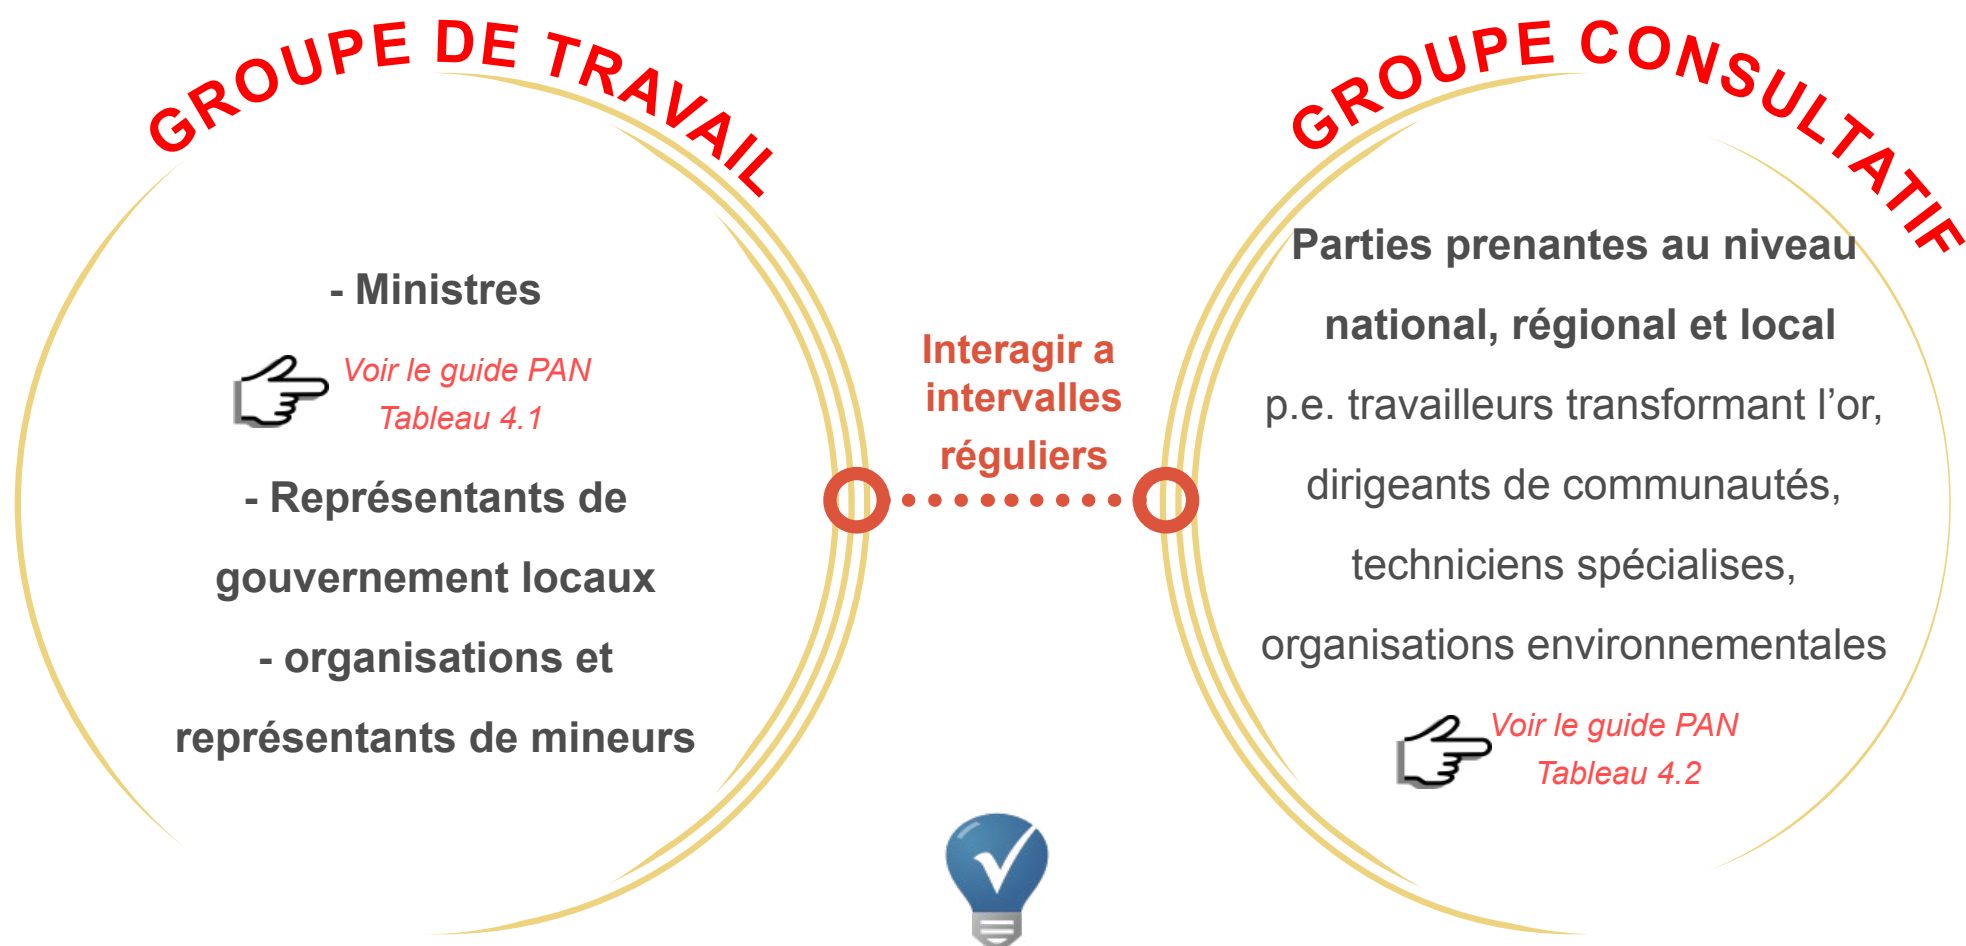 GROUPE DE TRAVAIL
- Ministres
Voir le guide PAN
Tableau 4.1
- Représentants de
gouvernement locaux
- organisations et
représentants de mineurs
Interagir a
intervalles
réguliers
GROUPE CONSULTATIF
Parties prenantes au niveau
national, régional et local
p.e. travailleurs transformant l’or,
dirigeants de communautés,
techniciens spécialises,
organisations environnementales
Voir le guide PAN
Tableau 4.2